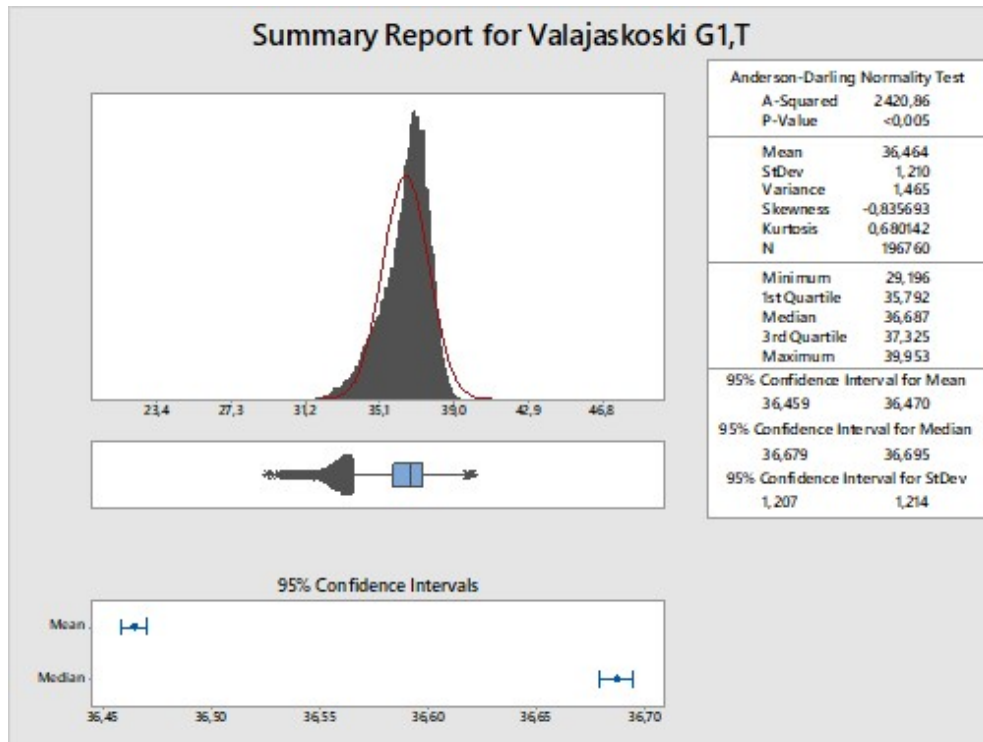 Summary Report for Valajaskoski G1,T
23,4 27,3 31,2 35,1 39,0 42,9 46,8
Anderson-Darling Normality Test
A-Squared 2420,86
P-Value <0,005
Mean 36,464
StDev 1,210
Variance 1,465
Skewness -0,835693
Kurtosis 0,680142
N 196760
Minimum 29,196
1st Quartile 35,792
Median 36,687
3rd Quartile 37,325
Maximum 39,953
95% Confidence Interval for Mean
36,459 36,470
95% Confidence Interval for Median
36,679 36,695
95% Confidence Interval for StDev
1,207 1,214
95% Confidence Intervals
Mean
Median
36,45 36,50 36,55 36,60 36,65 36,70